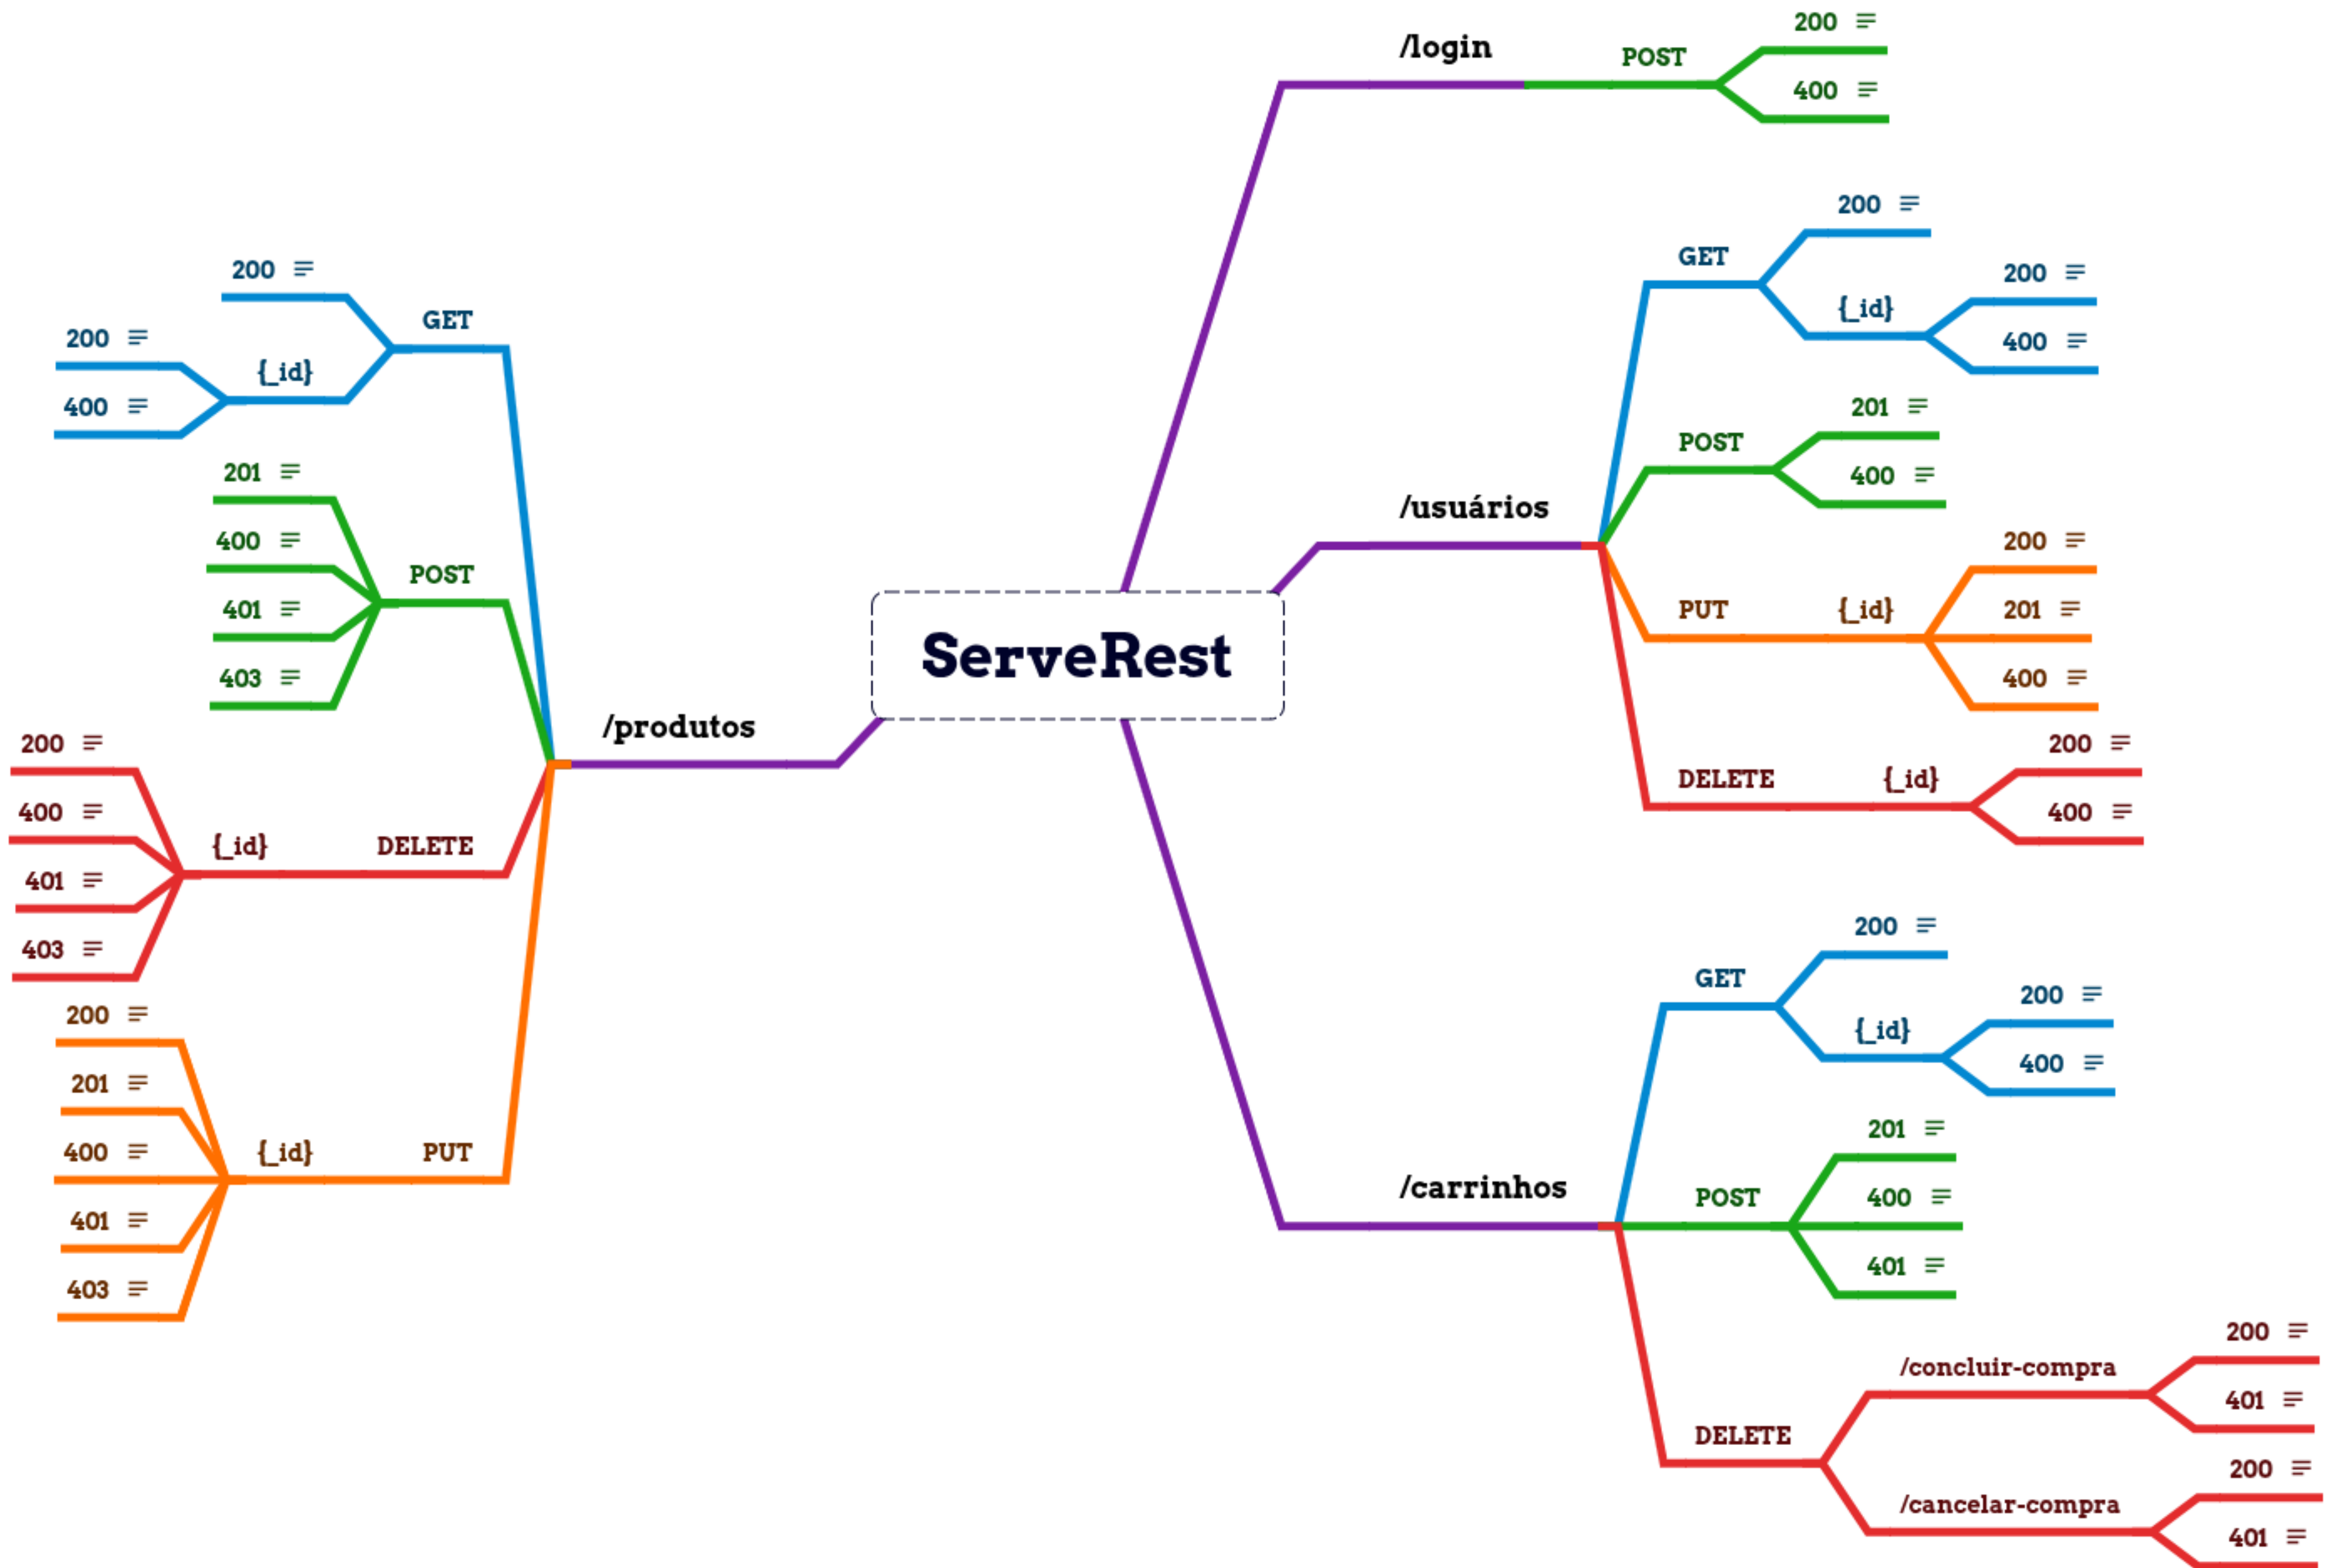 ServeRest
/login
POST
200
400
/usuários
GET
200
{_id}
200
400
POST
201
400
PUT
{_id}
200
201
400
DELETE
{_id}
200
400
/carrinhos
GET
200
{_id}
200
400
POST
201
400
401
DELETE
/concluir-compra
200
401
/cancelar-compra
200
401
/produtos
GET
200
{_id}
200
400
POST
201
400
401
403
DELETE
{_id}
200
400
401
403
PUT
{_id}
200
201
400
401
403